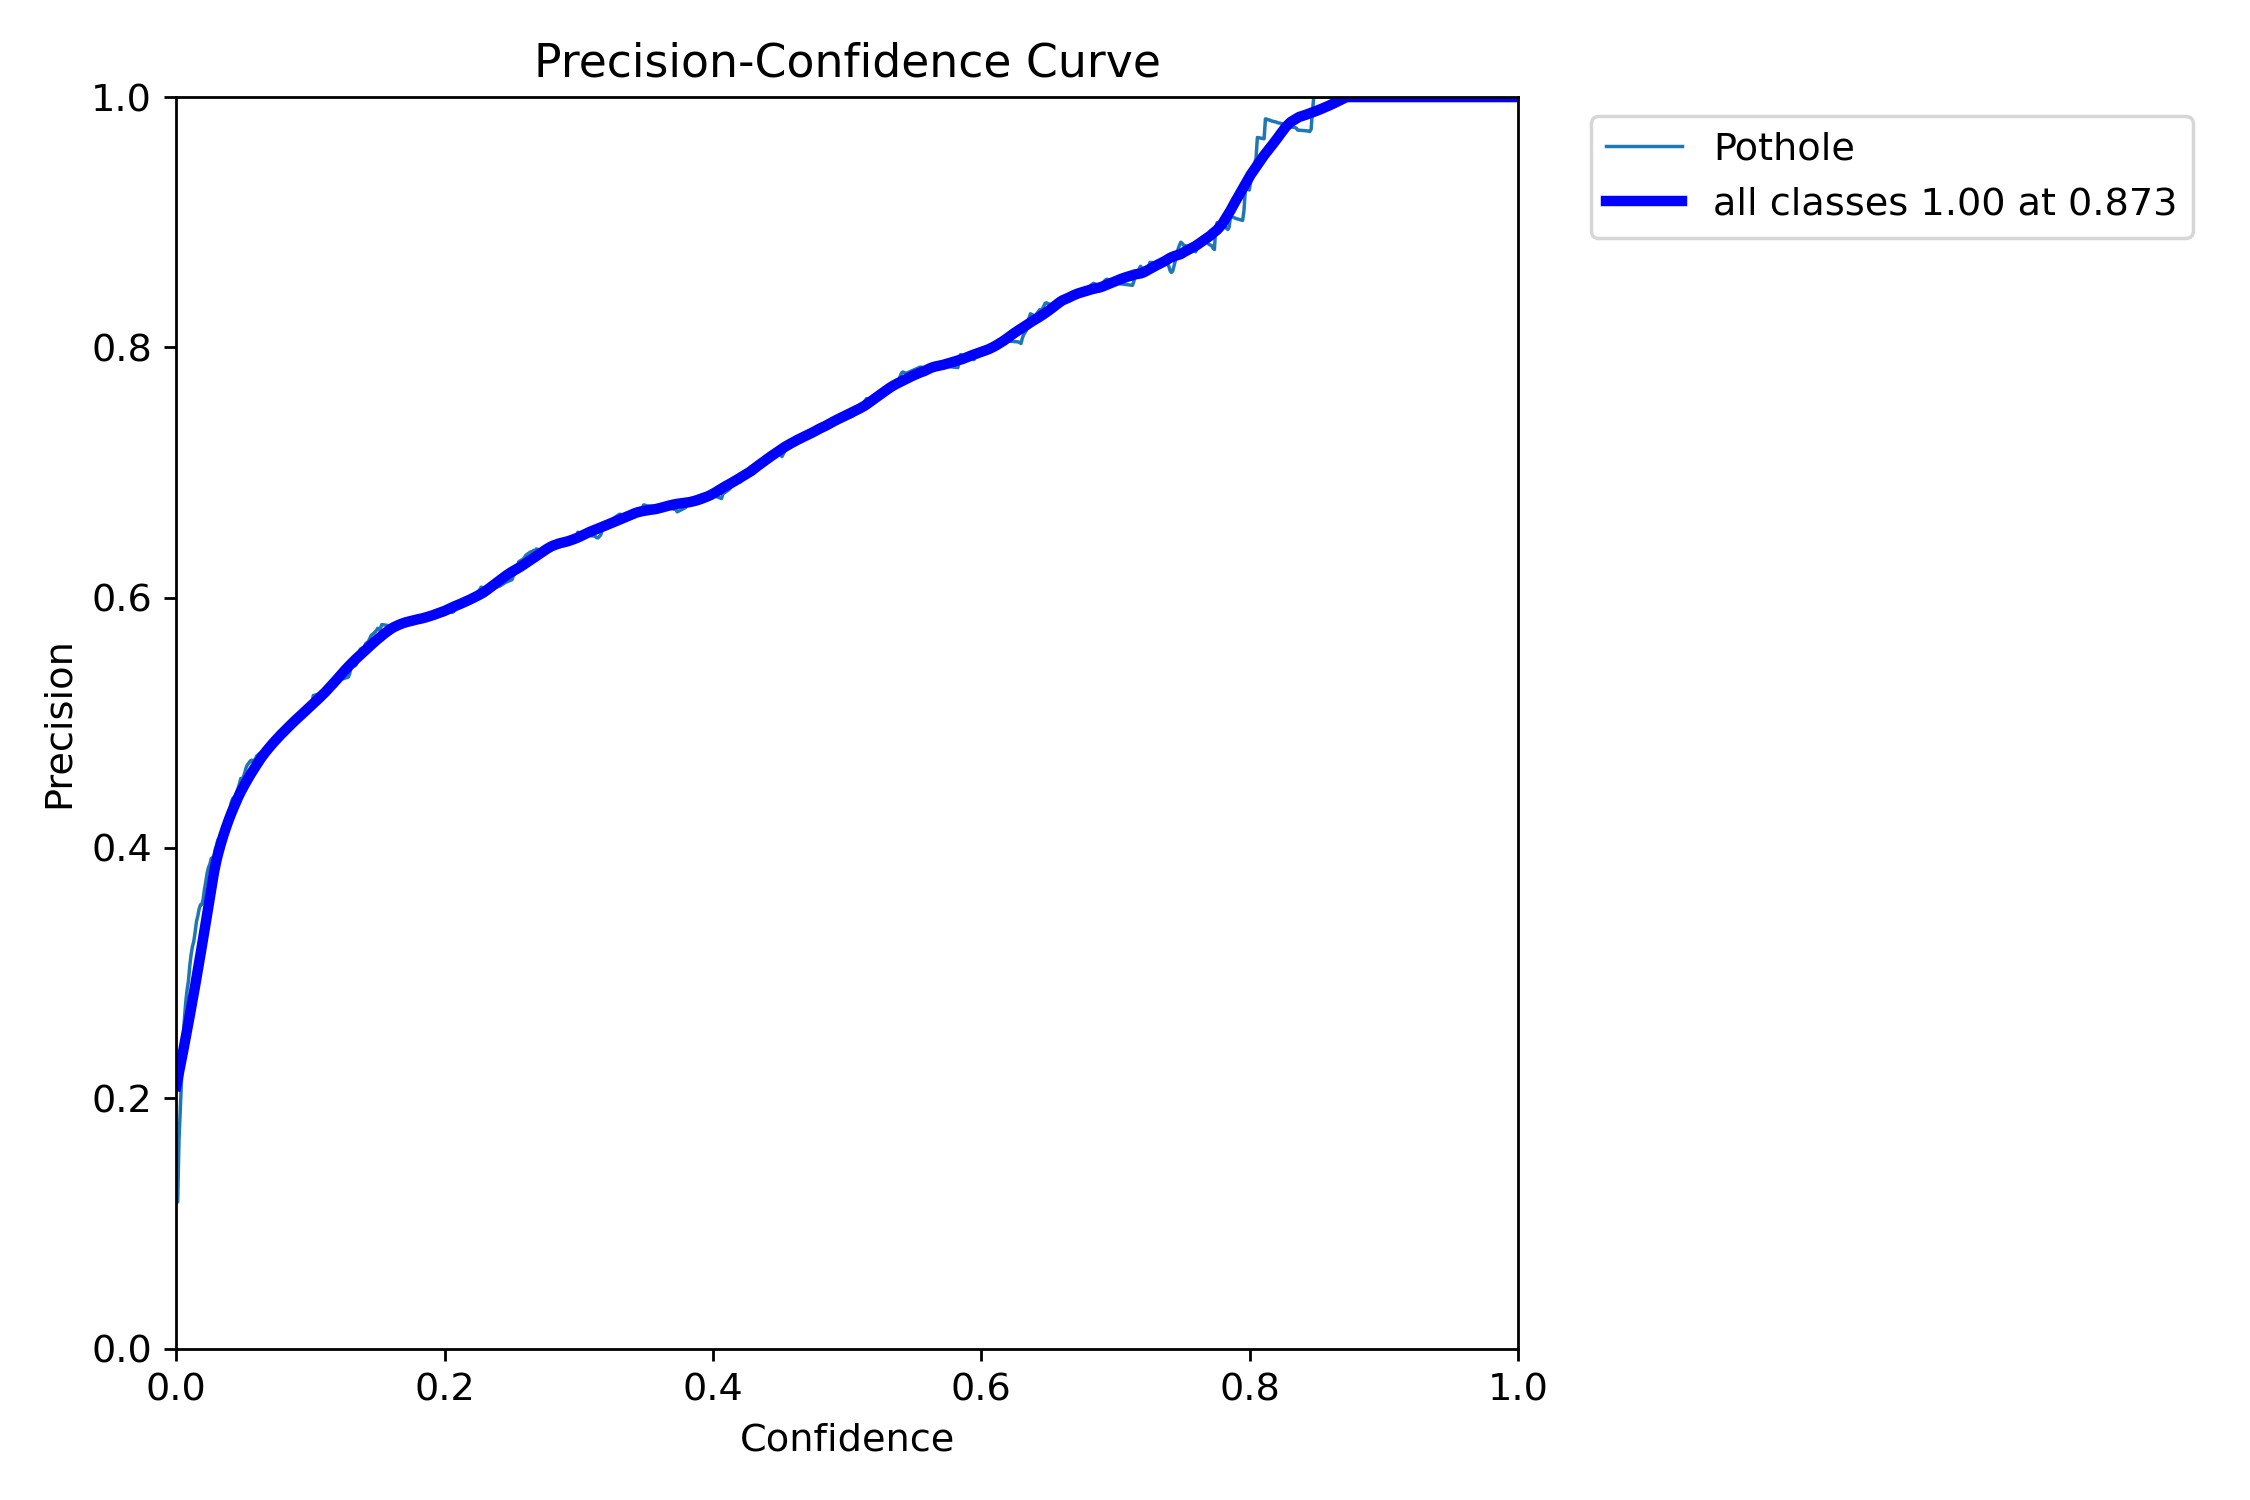 Precision-Confidence Curve
1.0
0.8
0.6
0.4
0.2
0.0
Precision
0.0 0.2 0.4 0.6 0.8 1.0
Confidence
Pothole
all classes 1.00 at 0.873